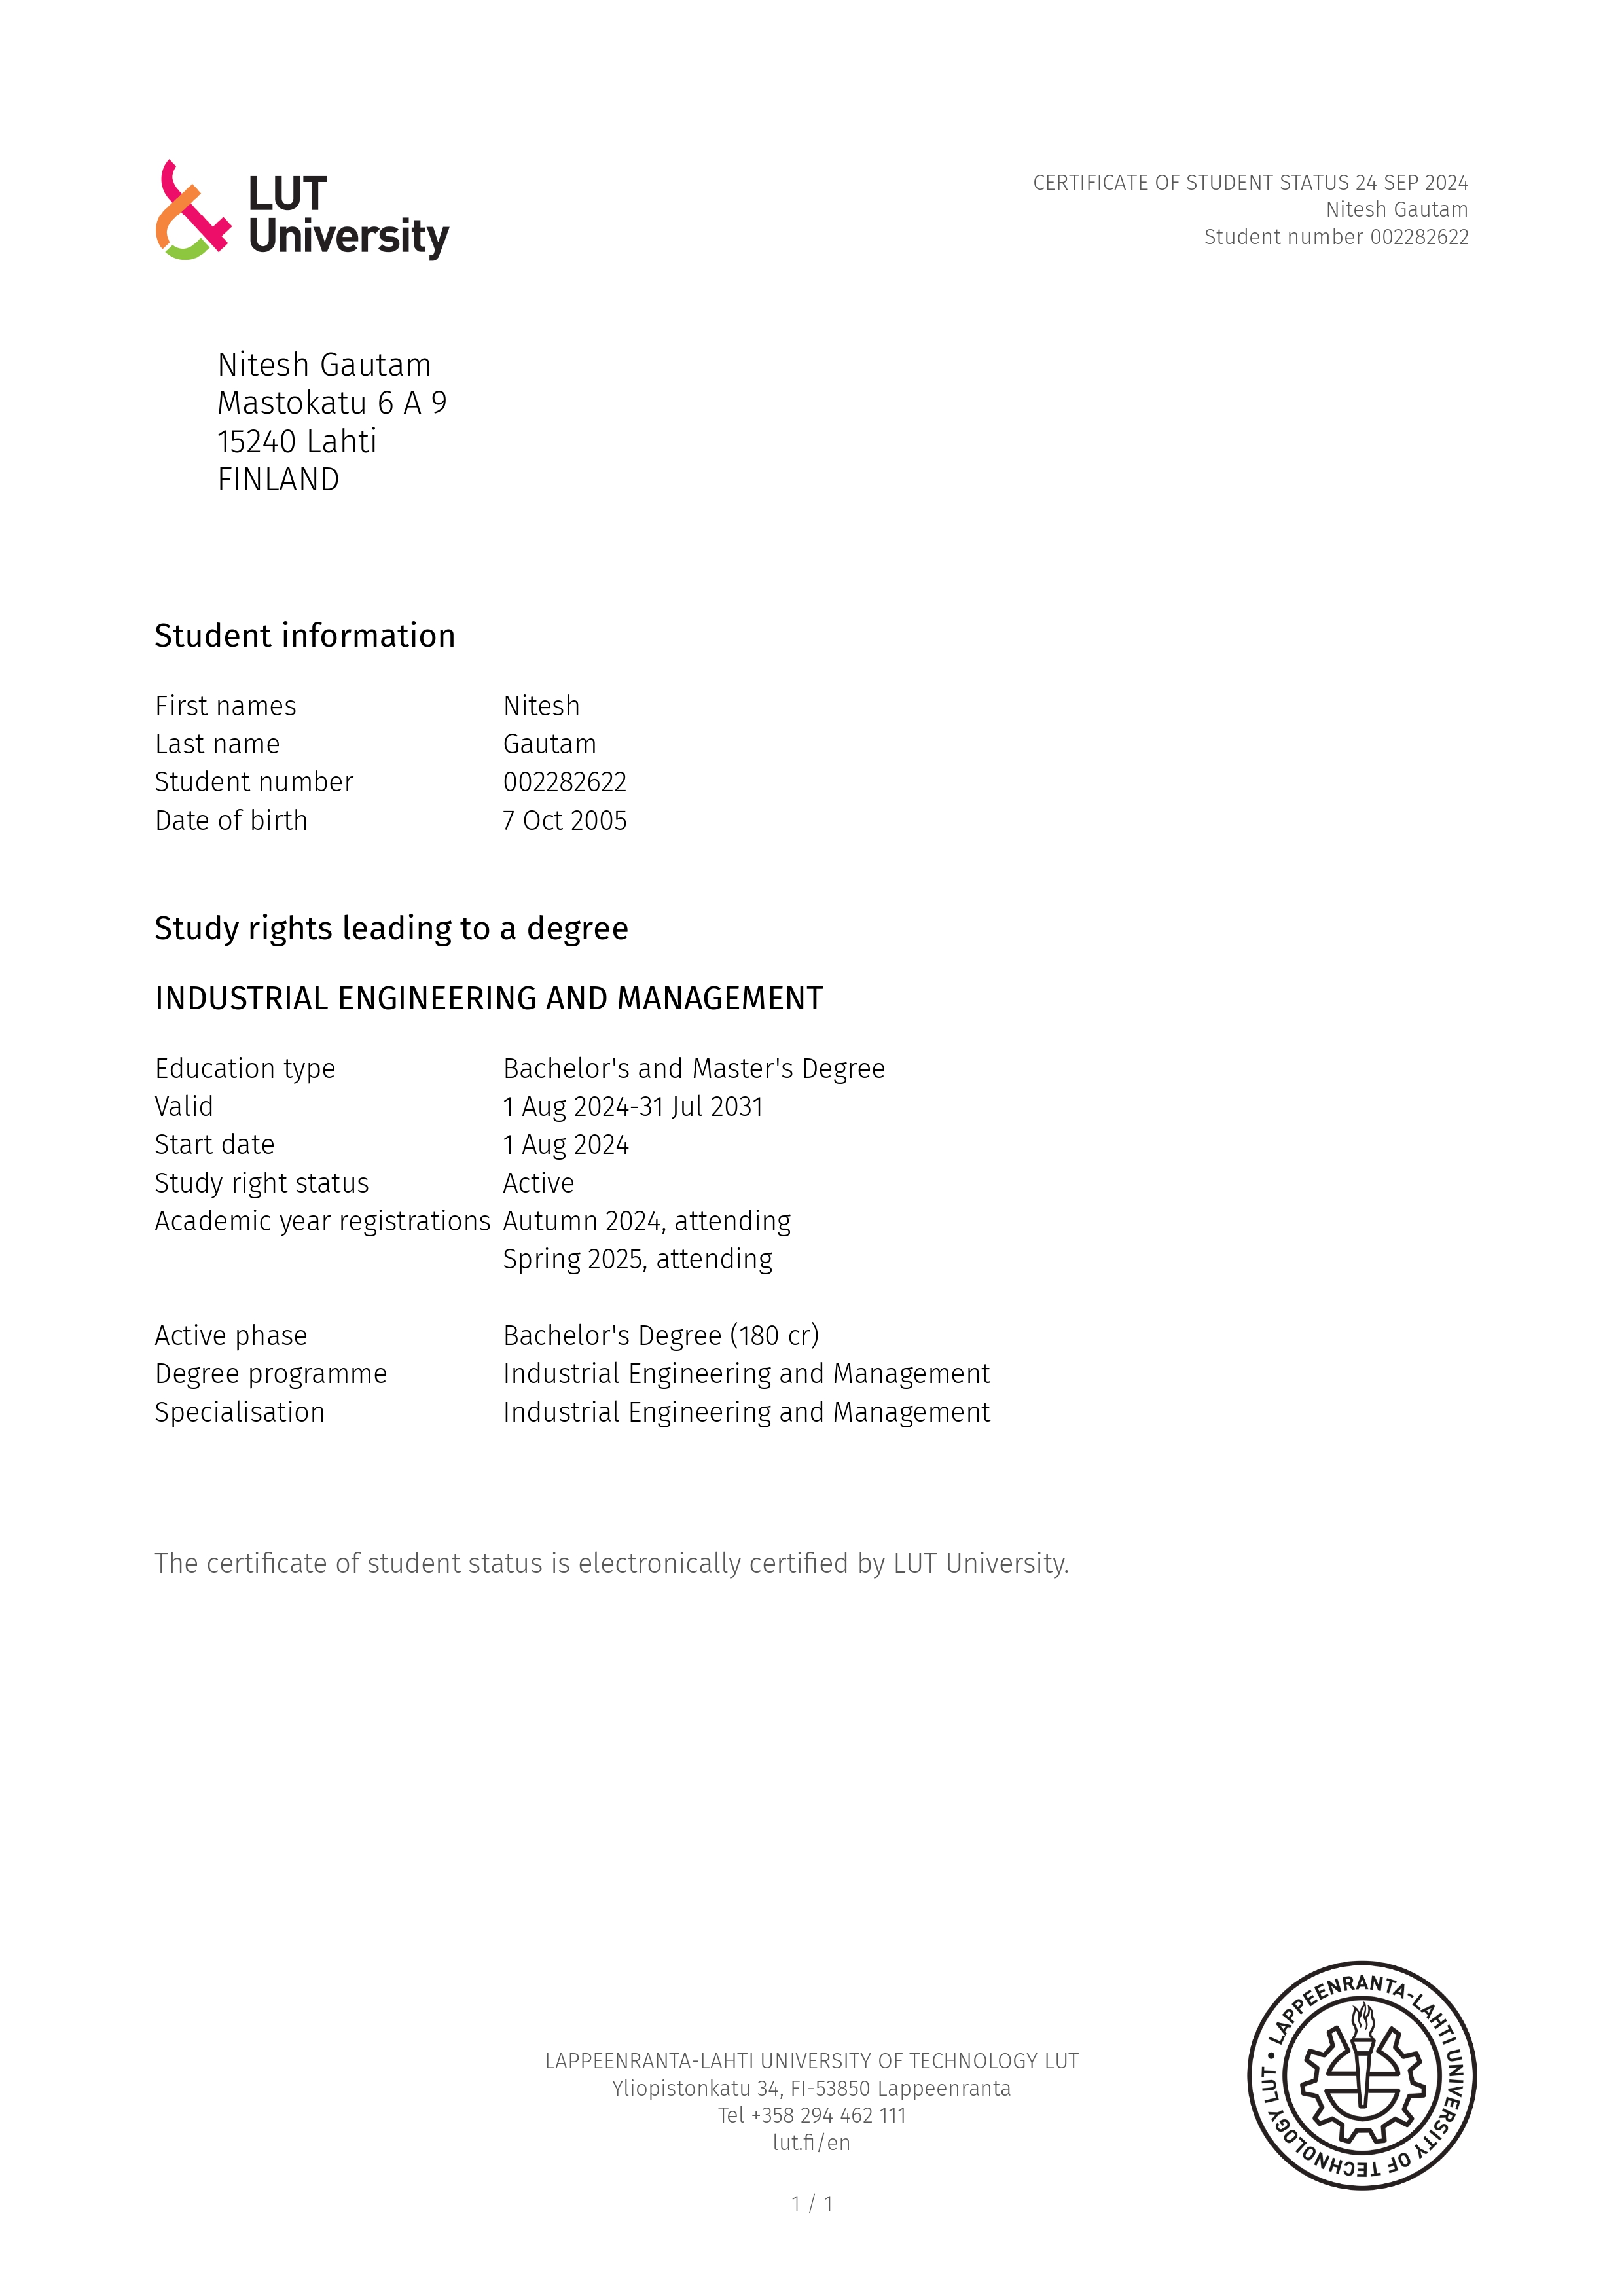 LUT
University
CERTIFICATE OF STUDENT STATUS 24 SEP 2024
Nitesh Gautam
Student number 002282622
Nitesh Gautam
Mastokatu 6 A 9
15240 Lahti
FINLAND
Student information
First names Nitesh
Last name Gautam
Student number 002282622
Date of birth 7 Oct 2005
Study rights leading to a degree
INDUSTRIAL ENGINEERING AND MANAGEMENT
Education type Bachelor's and Master's Degree
Valid 1 Aug 2024-31 Jul 2031
Start date 1 Aug 2024
Study right status Active
Academic year registrations Autumn 2024, attending
Spring 2025, attending
Active phase Bachelor's Degree (180 cr)
Degree programme Industrial Engineering and Management
Specialisation Industrial Engineering and Management
The certificate of student status is electronically certified by LUT University.
LAPPEENRANTA-LAHTI UNIVERSITY OF TECHNOLOGY LUT
Yliopistonkatu 34, FI-53850 Lappeenranta
Tel +358 294 462 111
lut.fi/en
LAPPEENRANTA-LAHTI UNIVERSITY OF TECHNOLOGY LUT •
1 / 1